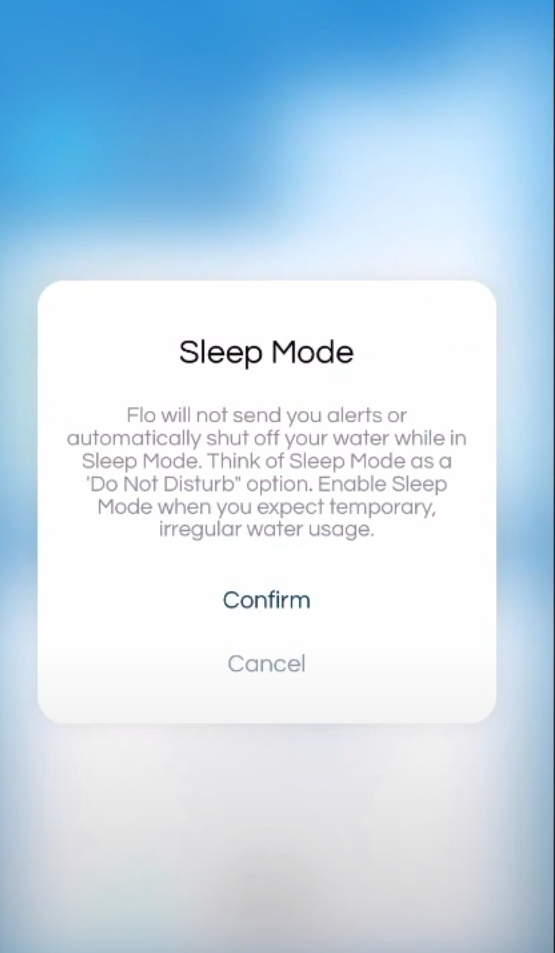 Sleep Mode
Flo will not send you alerts or
automatically shut off your water while in
Sleep Mode. Think of Sleep Mode as a
'Do Not Disturb" option. Enable Sleep
Mode when you expect temporary,
irregular water usage.
Confirm
Cancel